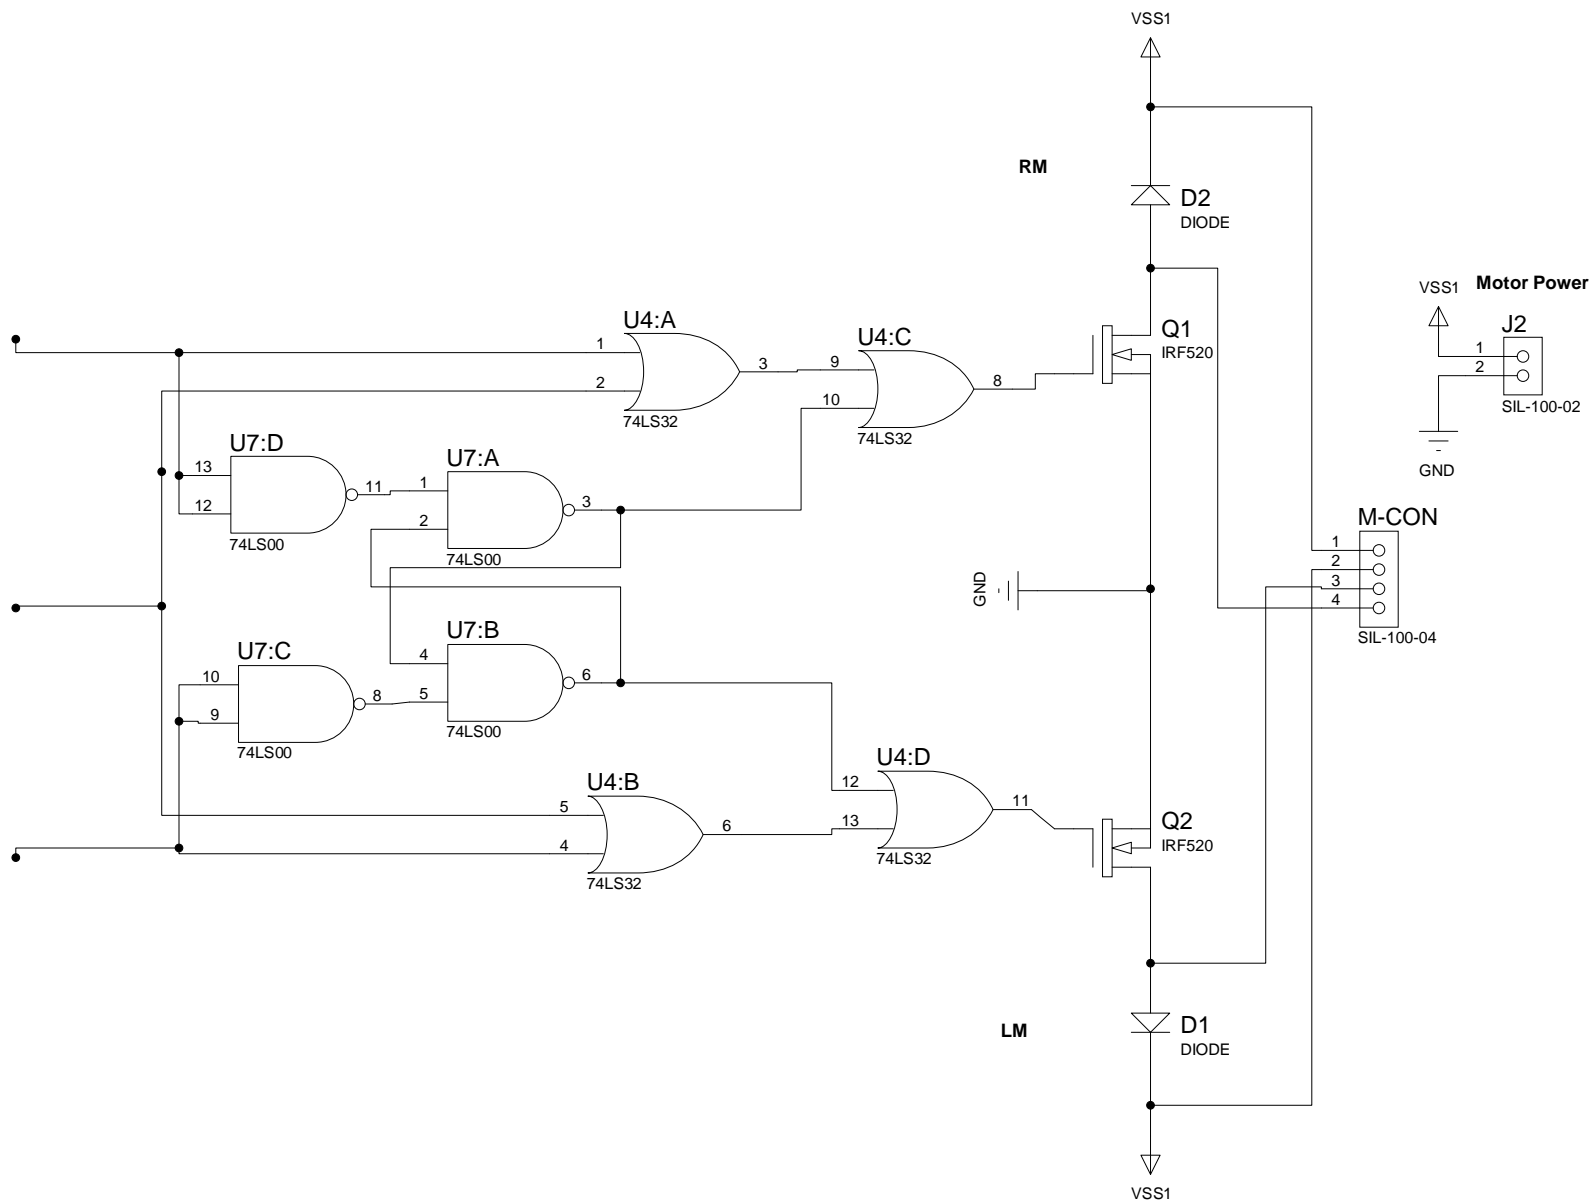 VSS1
RM
D2
DIODE
VSS1 Motor Power
J2
1
2
SIL-100-02
GND
U4:A
1
2
3
74LS32
U4:C
9
10
8
74LS32
Q1
IRF520
U7:D
13
12
11
74LS00
U7:A
1
2
3
74LS00
M-CON
1
2
3
4
SIL-100-04
GND
U7:C
10
9
8
74LS00
U7:B
4
5
6
74LS00
U4:B
5
4
6
74LS32
U4:D
12
13
11
74LS32
Q2
IRF520
LM
D1
DIODE
VSS1